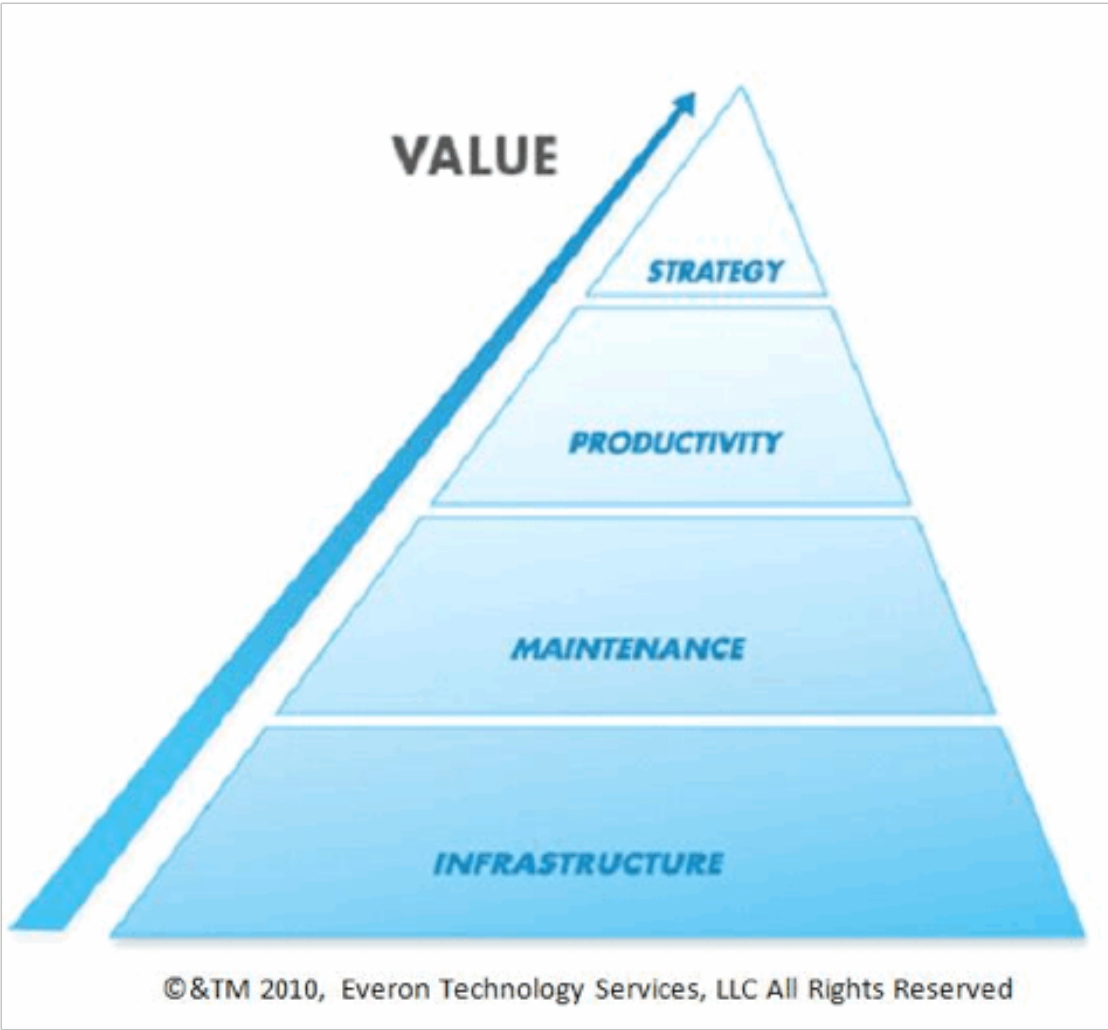 VALUE
STRATEGY
PRODUCTIVITY
MAINTENANCE
INFRASTRUCTURE
©&TM 2010, Everon Technology Services, LLC All Rights Reserved